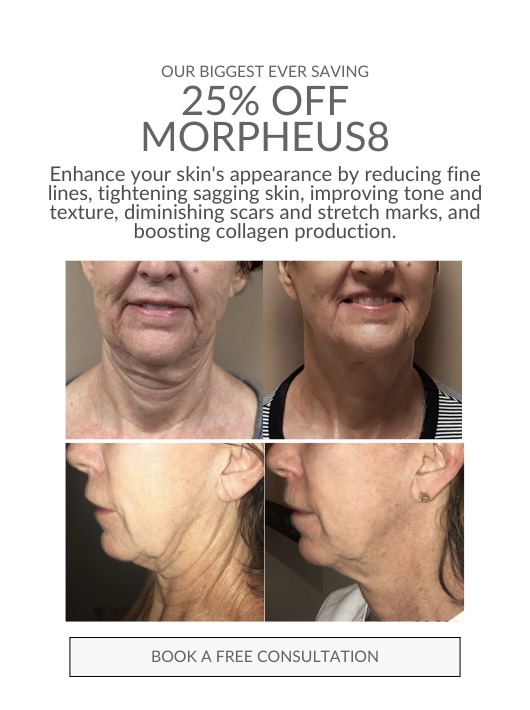 OUR BIGGEST EVER SAVING
25% OFF
MORPHEUS8
Enhance your skin's appearance by reducing fine
lines, tightening sagging skin, improving tone and
texture, diminishing scars and stretch marks, and
boosting collagen production.
BOOK A FREE CONSULTATION